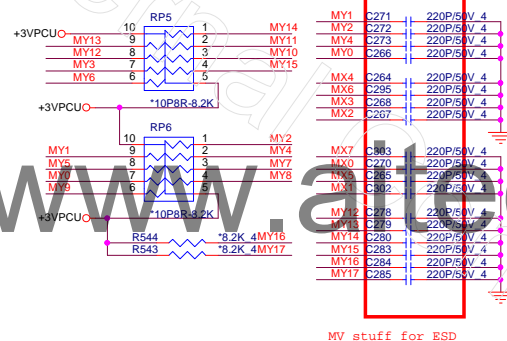 RP5
+3VPCU
10 1 MY14
MY13 9 2 MY11
MY12 8 3 MY10
MY3 7 4 MY15
MY6 6 5
+3VPCU
*10P8R-8.2K
RP6
10 1 MY2
MY1 9 2 MY4
MY5 8 3 MY7
MY0 7 4 MY8
MY9 6 5
+3VPCU
*10P8R-8.2K
R544 *8.2K_4 MY16
R543 *8.2K_4 MY17
MY1 C271 220P/50V_4
MY2 C272 220P/50V_4
MY4 C273 220P/50V_4
MY0 C266 220P/50V_4
MX4 C264 220P/50V_4
MX6 C295 220P/50V_4
MX3 C268 220P/50V_4
MX2 C267 220P/50V_4
MX7 C303 220P/50V_4
MX0 C270 220P/50V_4
MX5 C265 220P/50V_4
MX1 C302 220P/50V_4
MY12 C278 220P/50V_4
MY13 C279 220P/50V_4
MY14 C280 220P/50V_4
MY15 C283 220P/50V_4
MY16 C284 220P/50V_4
MY17 C285 220P/50V_4
MV stuff for ESD
www.aite